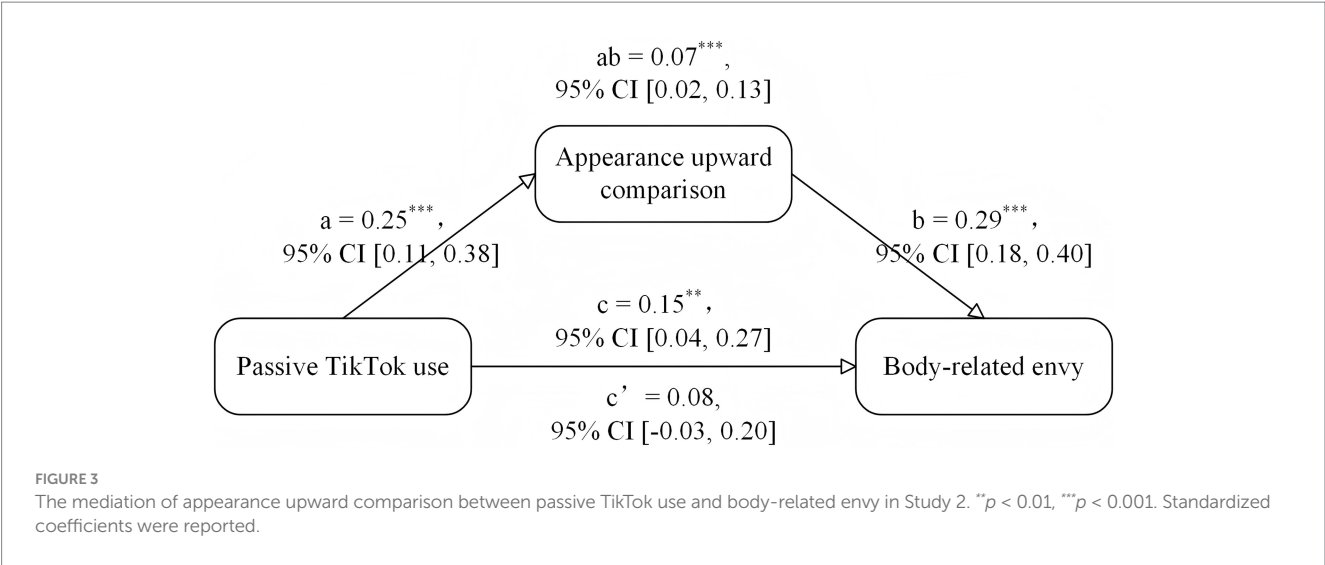 ab = 0.07***,
95% CI [0.02, 0.13]
Appearance upward
comparison
a = 0.25***,
95% CI [0.11, 0.38]
b = 0.29***,
95% CI [0.18, 0.40]
c = 0.15**,
95% CI [0.04, 0.27]
Passive TikTok use
Body-related envy
c’ = 0.08,
95% CI [-0.03, 0.20]
FIGURE 3
The mediation of appearance upward comparison between passive TikTok use and body-related envy in Study 2. **p < 0.01, ***p < 0.001. Standardized
coefficients were reported.